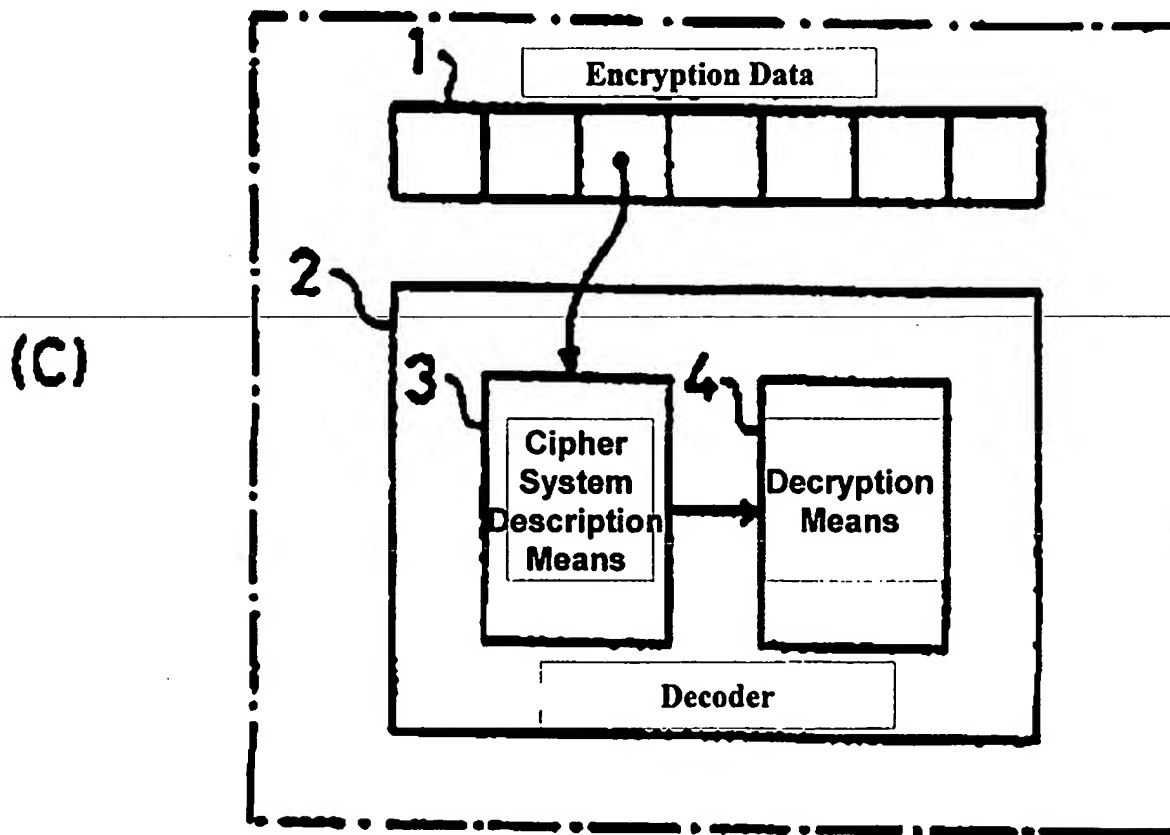 1
Encryption Data
2
(C)
3
4
Cipher
System
Description
Means
Decryption
Means
Decoder